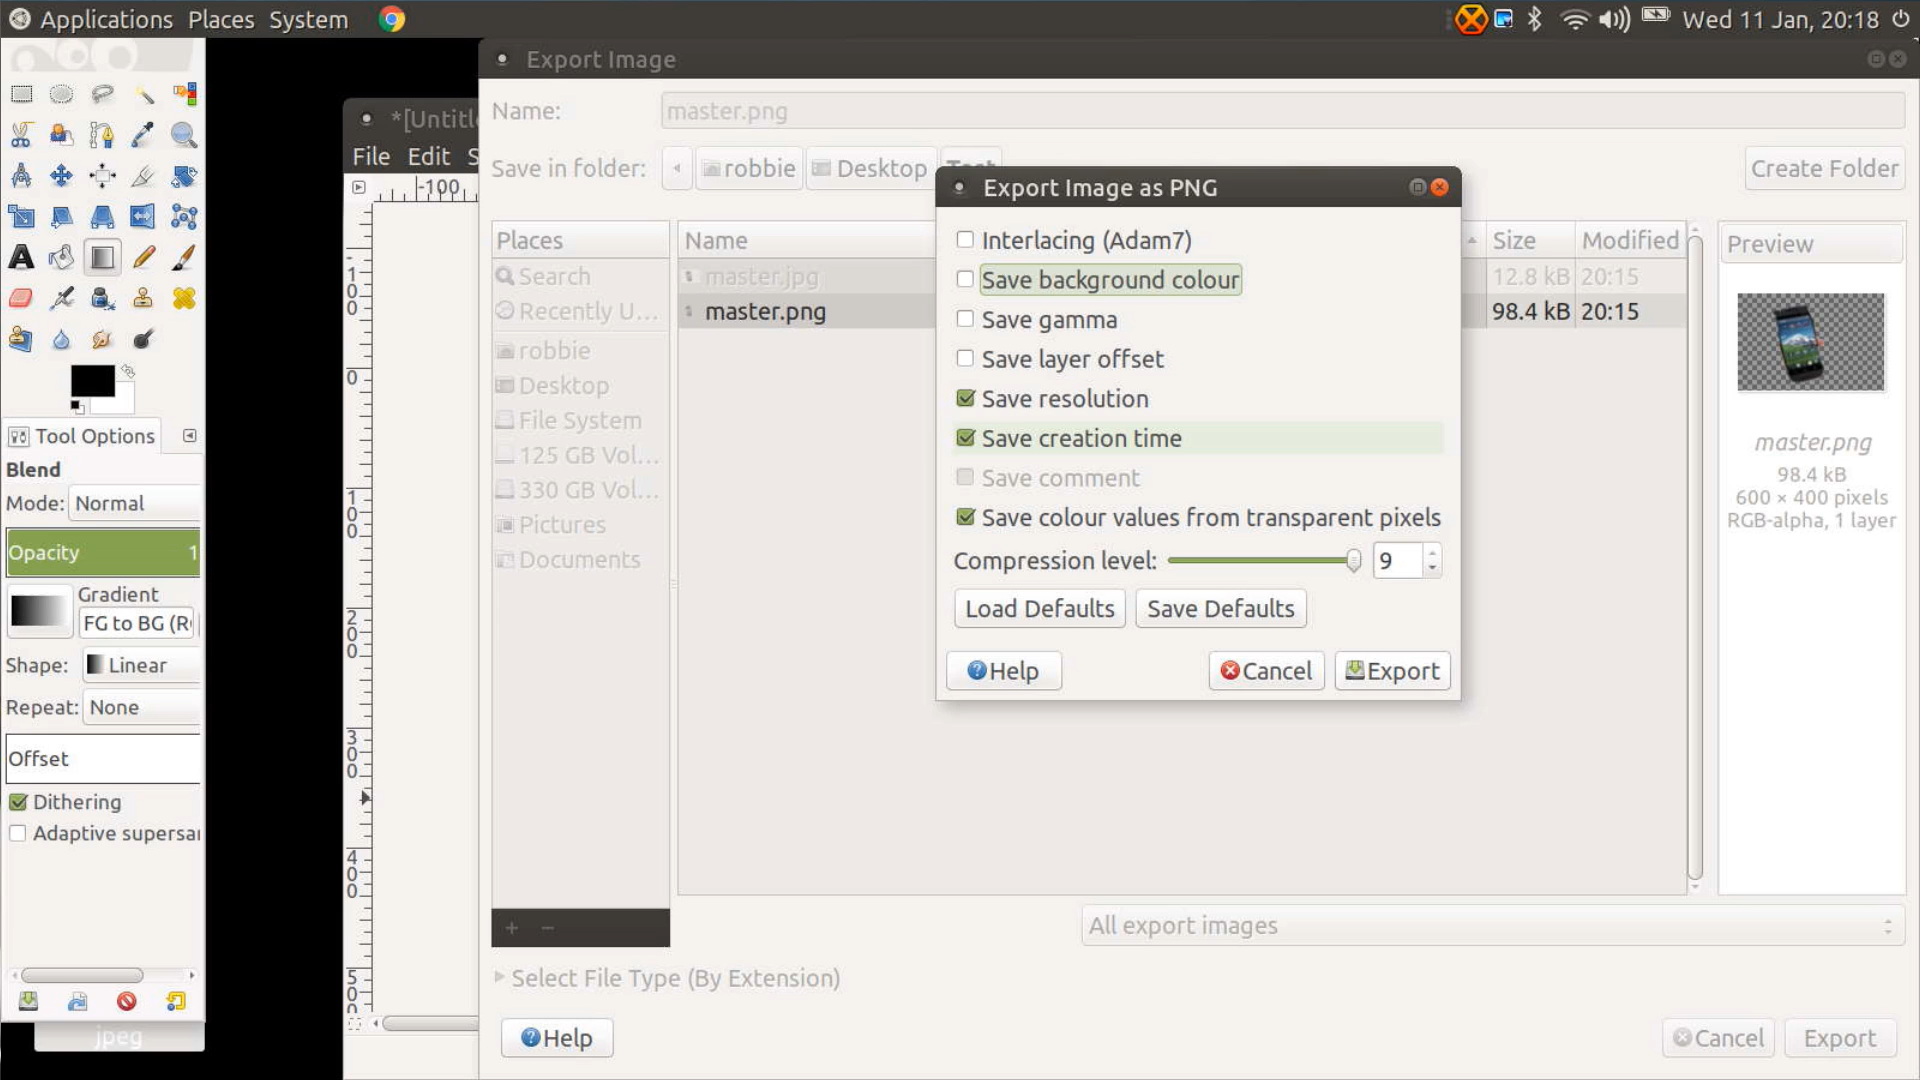 Applications Places System
Wed 11 Jan, 20:18
Export Image
Name: master.png
*[Untitl
File Edit S
-100
Save in folder: robbie Desktop
Create Folder
Export Image as PNG
Places
Search
Recently U...
robbie
Desktop
File System
125 GB Vol...
330 GB Vol...
Pictures
Documents
Name Size Modified
master.jpg 12.8 kB 20:15
master.png 98.4 kB 20:15
Interlacing (Adam7)
Save background colour
Save gamma
Save layer offset
Save resolution
Save creation time
Save comment
Save colour values from transparent pixels
Compression level: 9
Load Defaults Save Defaults
Help Cancel Export
Preview
master.png
98.4 kB
600 × 400 pixels
RGB-alpha, 1 layer
Tool Options
Blend
Mode: Normal
Opacity 1
Gradient
FG to BG (R
Shape: Linear
Repeat: None
Offset
Dithering
Adaptive supersa
jpeg
100
0
100
200
300
400
500
+ −
All export images
Select File Type (By Extension)
Help Cancel Export